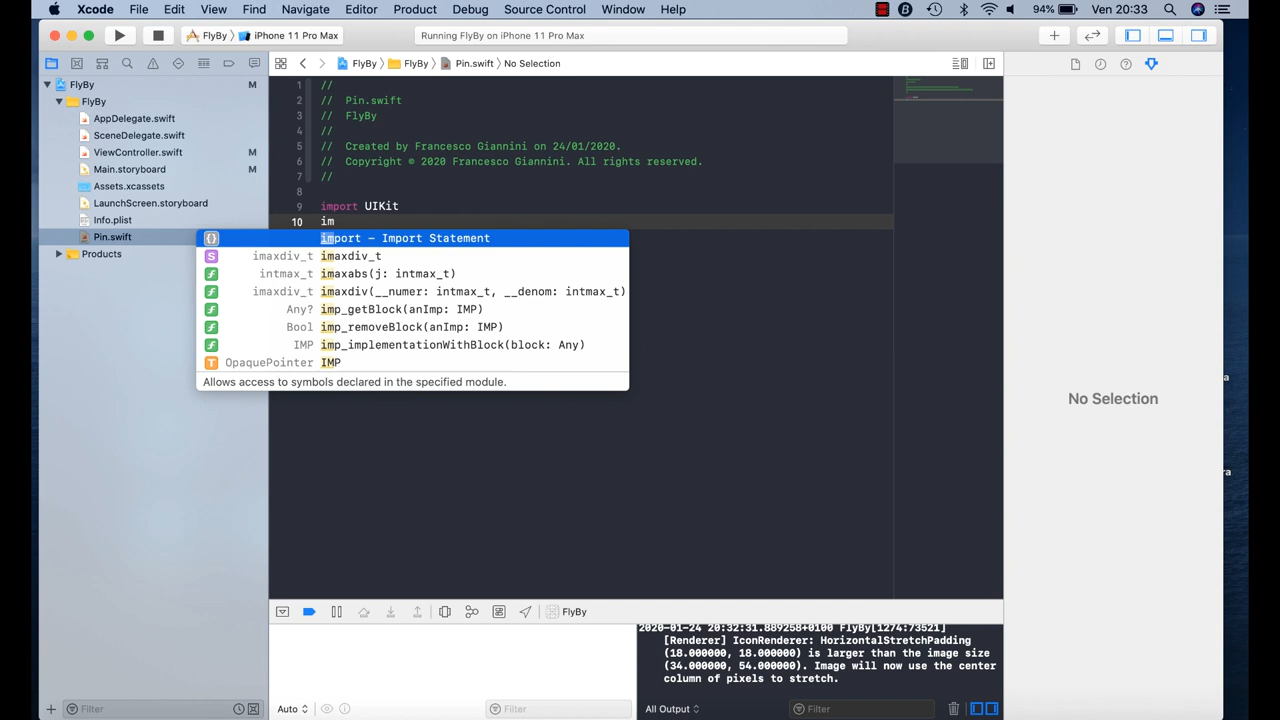 Xcode File Edit View Find Navigate Editor Product Debug Source Control Window Help 94% Ven 20:33
FlyBy iPhone 11 Pro Max Running FlyBy on iPhone 11 Pro Max
FlyBy FlyBy Pin.swift No Selection
FlyBy M
FlyBy
AppDelegate.swift
SceneDelegate.swift
ViewController.swift M
Main.storyboard M
Assets.xcassets
LaunchScreen.storyboard
Info.plist
Pin.swift
Products
1 //
2 // Pin.swift
3 // FlyBy
4 //
5 // Created by Francesco Giannini on 24/01/2020.
6 // Copyright © 2020 Francesco Giannini. All rights reserved.
7 //
8
9 import UIKit
10 im
{} import – Import Statement
S imaxdiv_t imaxdiv_t
f intmax_t imaxabs(j: intmax_t)
f imaxdiv_t imaxdiv(__numer: intmax_t, __denom: intmax_t)
f Any? imp_getBlock(anImp: IMP)
f Bool imp_removeBlock(anImp: IMP)
f IMP imp_implementationWithBlock(block: Any)
T OpaquePointer IMP
Allows access to symbols declared in the specified module.
No Selection
a
ra
FlyBy
2020-01-24 20:32:31.889258+0100 FlyBy[1274:73521]
[Renderer] IconRenderer: HorizontalStretchPadding
(18.000000, 18.000000) is larger than the image size
(34.000000, 54.000000). Image will now use the center
column of pixels to stretch.
Filter Auto Filter All Output Filter